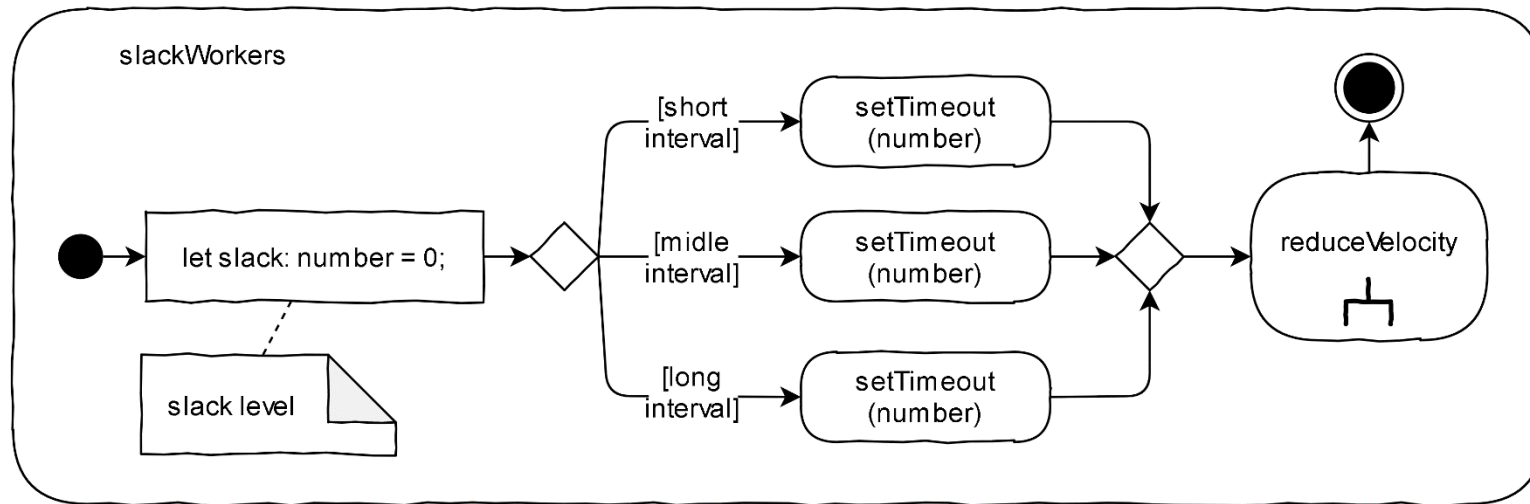 slackWorkers
let slack: number = 0;
slack level
[short
interval]
setTimeout
(number)
[midle
interval]
setTimeout
(number)
[long
interval]
setTimeout
(number)
reduceVelocity